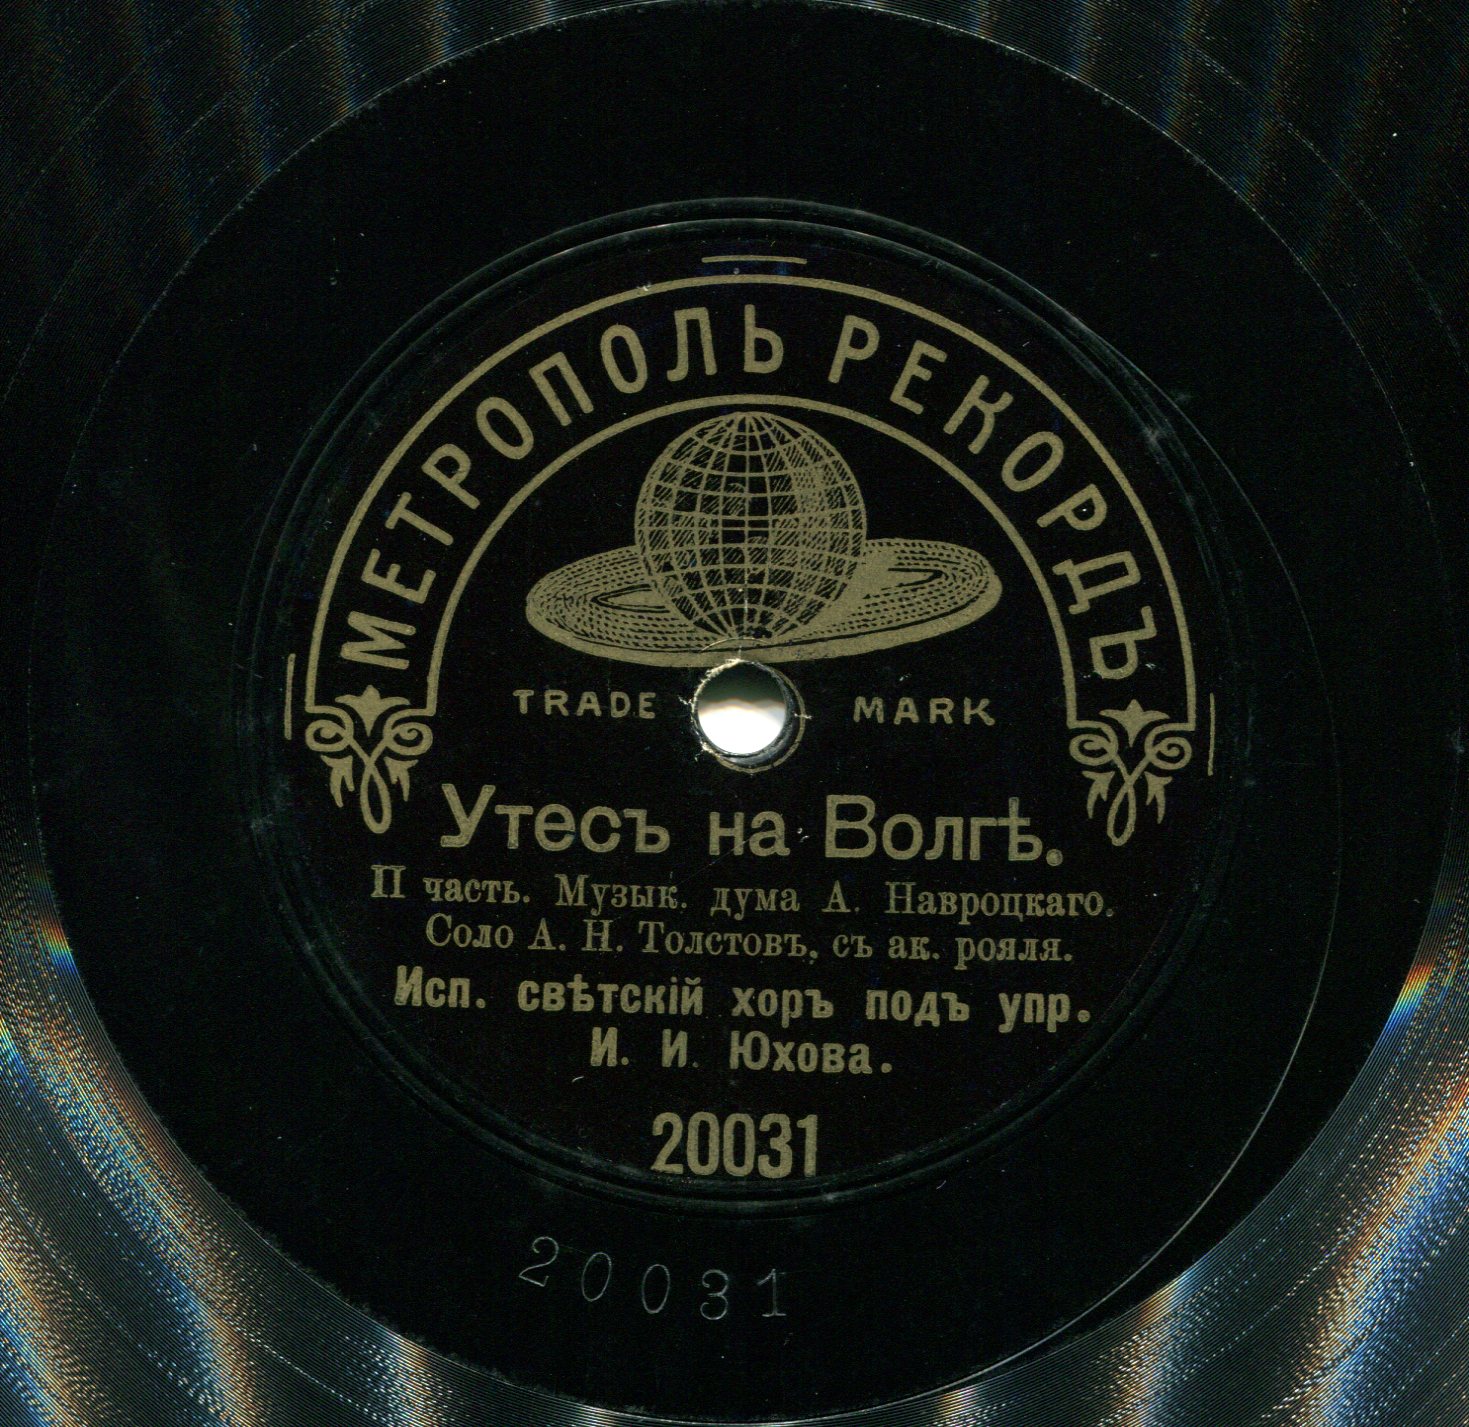 МЕТРОПОЛЬ РЕКОРДЪ
TRADE MARK
Утесъ на Волгѣ.
II часть. Музык. дума А. Навроцкаго.
Соло А. Н. Толстовъ, съ ак. рояля.
Исп. свѣтскій хоръ подъ упр.
И. И. Юхова.
20031
20031